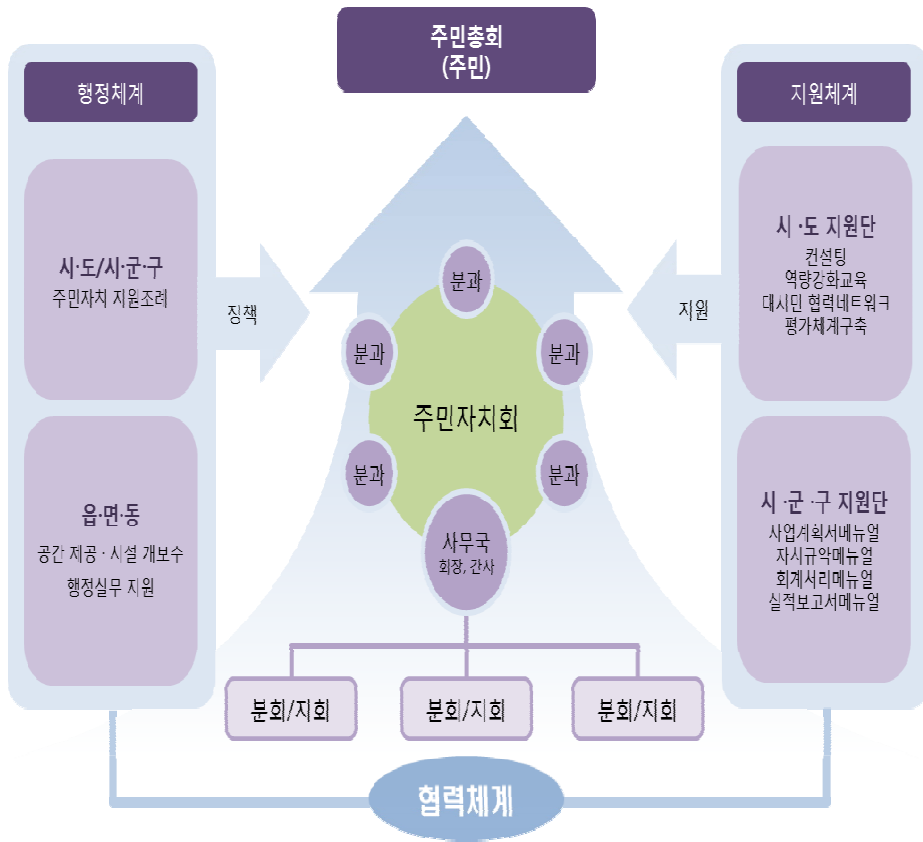 주민총회
(주민)
행정체계
시·도/시·군·구
주민자치 지원조례
읍·면·동
공간 제공·시설 개보수
행정실무 지원
정책
분과
분과
분과
주민자치회
분과
분과
사무국
회장, 간사
분회/지회
분회/지회
분회/지회
지원
지원체계
시·도 지원단
컨설팅
역량강화교육
대시민 협력네트워크
평가체계구축
시·군·구 지원단
사업계획서메뉴얼
자시규약메뉴얼
회계서리메뉴얼
실적보고서메뉴얼
협력체계